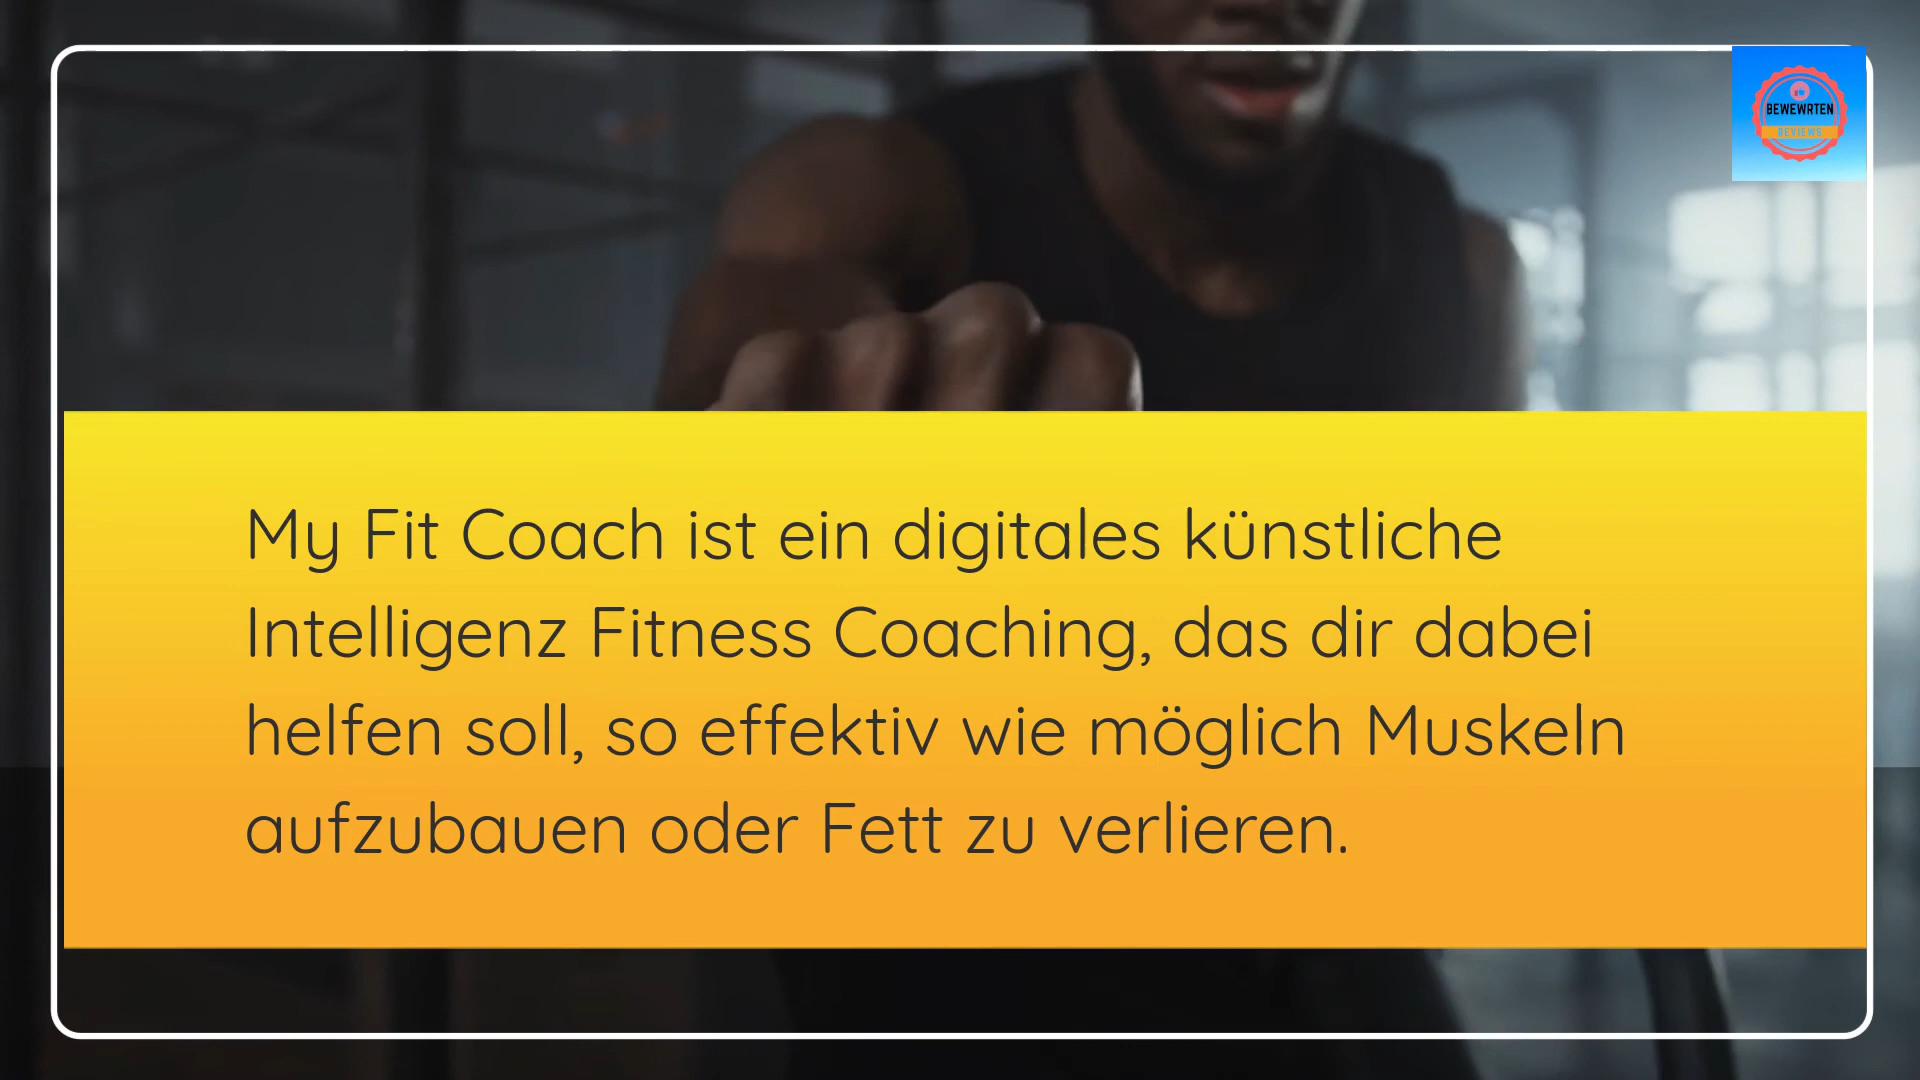 BEWEWRTEN
REVIEWS
My Fit Coach ist ein digitales künstliche
Intelligenz Fitness Coaching, das dir dabei
helfen soll, so effektiv wie möglich Muskeln
aufzubauen oder Fett zu verlieren.